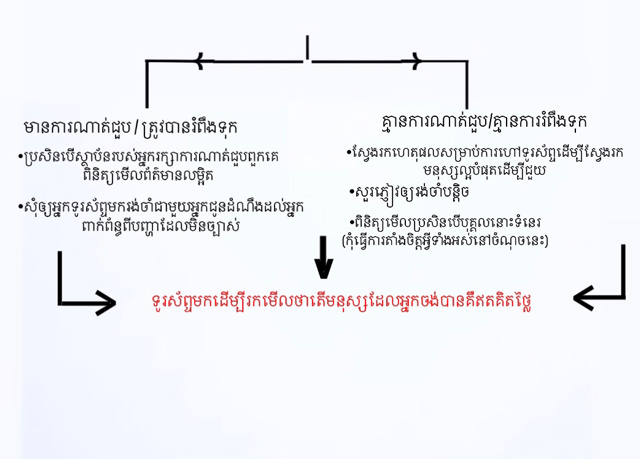 មានការណាត់ជួប / ត្រូវបានរំពឹងទុក
•ប្រសិនបើស្ថាប័នរបស់អ្នករក្សាការណាត់ជួបពួកគេ
ពិនិត្យមើលព័ត៌មានលម្អិត
•សុំឲ្យអ្នកទូរស័ព្ទមករង់ចាំជាមួយអ្នកជូនដំណឹងដល់អ្នក
ពាក់ព័ន្ធពីបញ្ហាដែលមិនច្បាស់
គ្មានការណាត់ជួប/គ្មានការរំពឹងទុក
•ស្វែងរកហេតុផលសម្រាប់ការហៅទូរស័ព្ទដើម្បីស្វែងរក
មនុស្សល្អបំផុតដើម្បីជួយ
•សួរភ្ញៀវឲ្យរង់ចាំបន្តិច
•ពិនិត្យមើលប្រសិនបើបុគ្គលនោះទំនេរ
(កុំធ្វើការតាំងចិត្តអ្វីទាំងអស់នៅចំណុចនេះ)
ទូរស័ព្ទមកដើម្បីរកមើលថាតើមនុស្សដែលអ្នកចង់បានគឺឥតគិតថ្លៃ